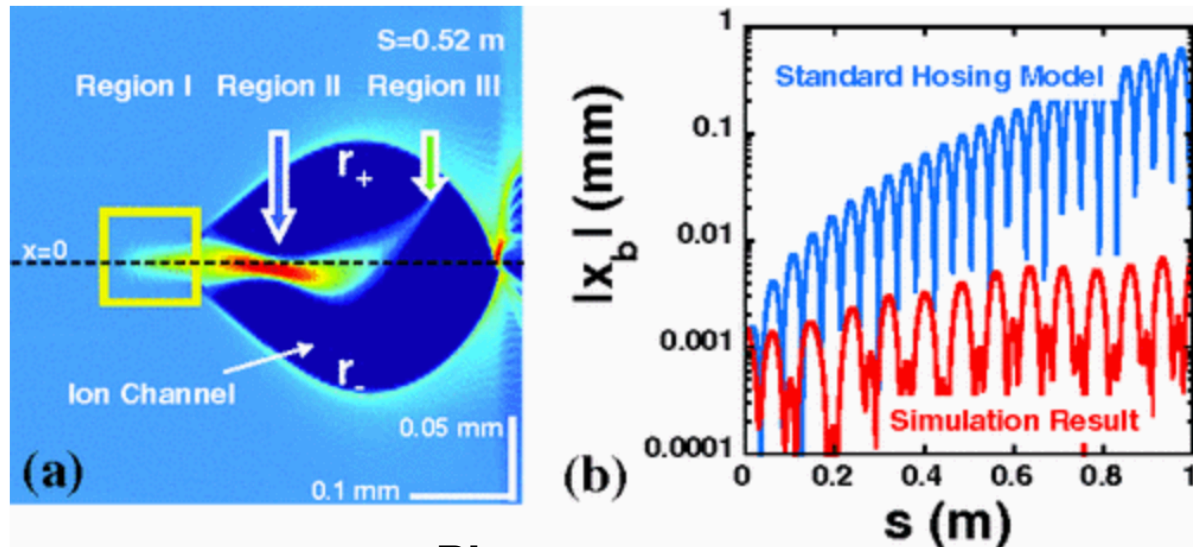 S=0.52 m
Region I Region II Region III
r+
x=0
Ion Channel
r-
0.05 mm
0.1 mm
(a)
1
0.1
0.01
0.001
0.0001
|x_b| (mm)
Standard Hosing Model
Simulation Result
0 0.2 0.4 0.6 0.8 1
s (m)
(b)